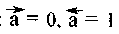 : a⃗ = 0, a⃖ = 1